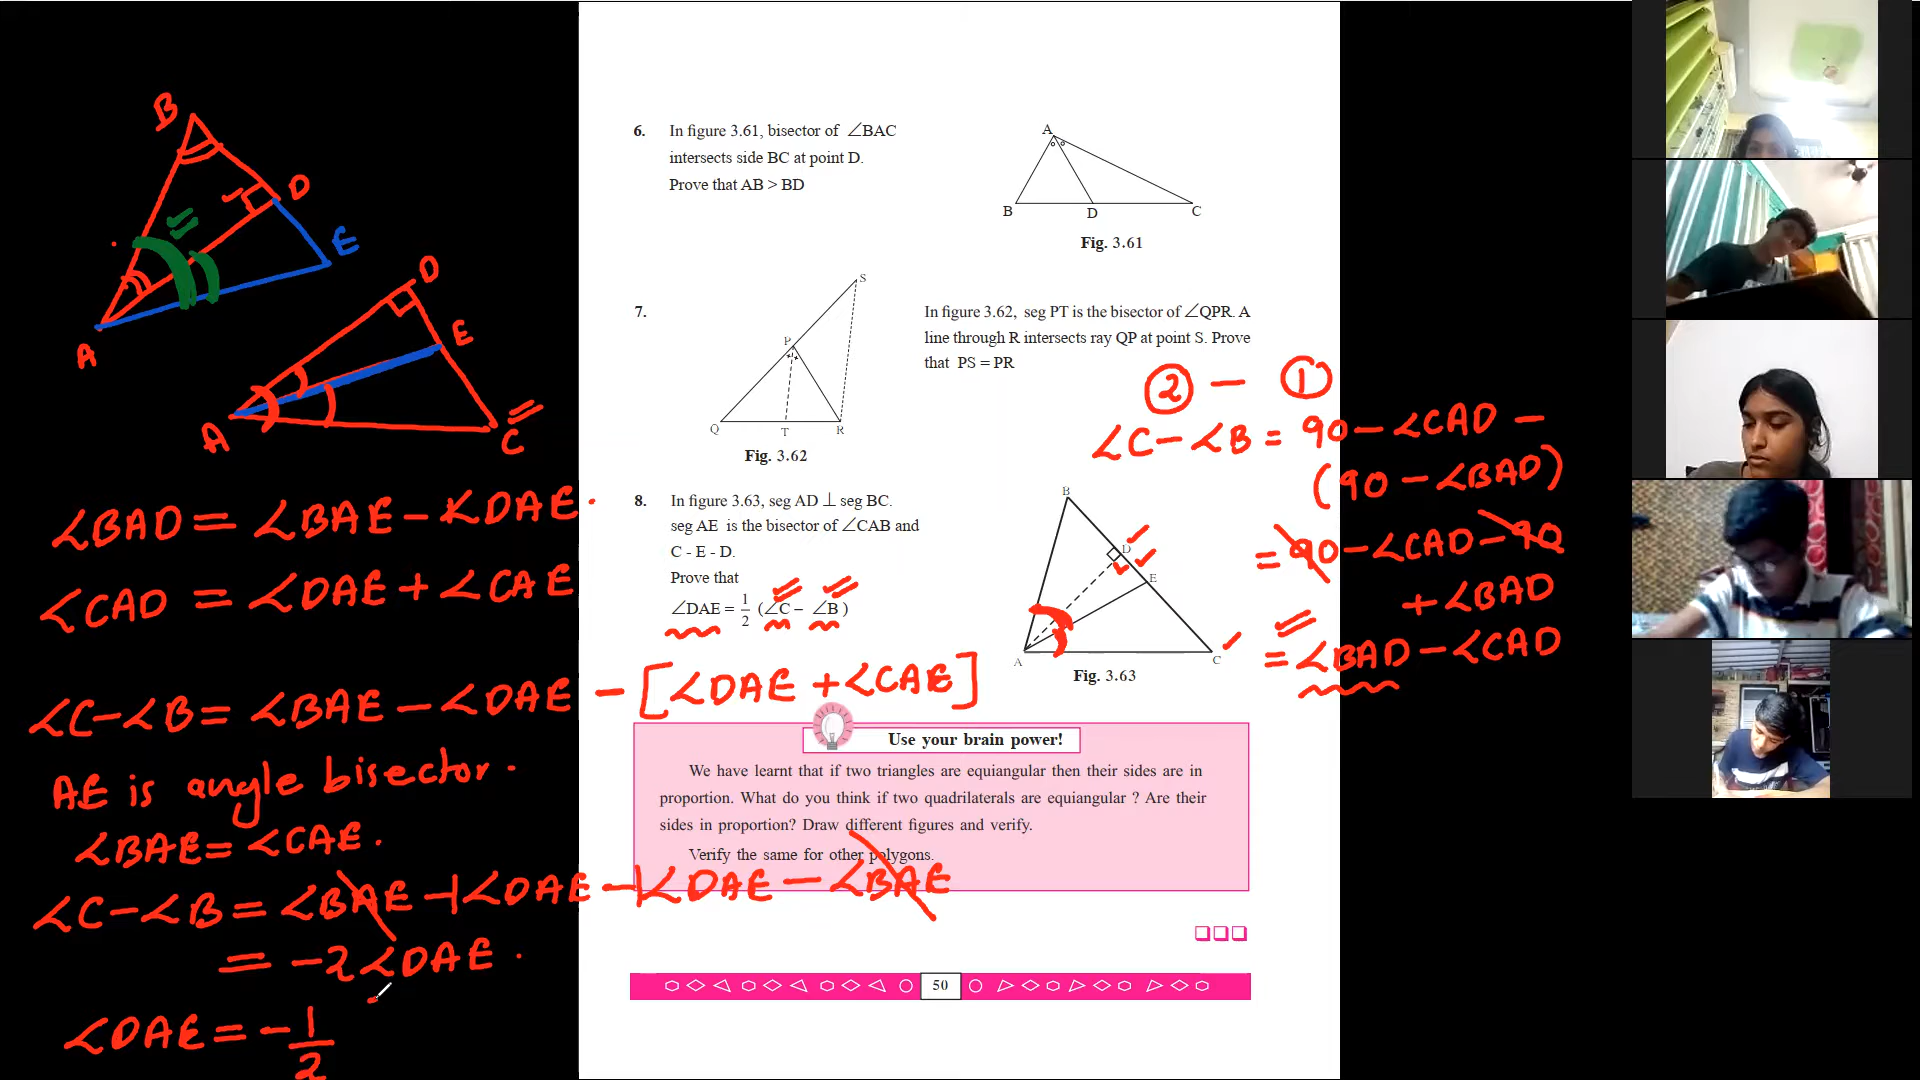 B
D
E
A
D
E
A
C
∠BAD = ∠BAE - ∠DAE.
∠CAD = ∠DAE + ∠CAE
∠C - ∠B = ∠BAE - ∠DAE - [∠DAE + ∠CAE]
AE is angle bisector.
∠BAE = ∠CAE.
∠C - ∠B = ∠BAE - ∠DAE - ∠DAE - ∠BAE
= -2∠DAE.
∠DAE = - 1/2
6. In figure 3.61, bisector of ∠BAC
intersects side BC at point D.
Prove that AB > BD
A
B D C
Fig. 3.61
7.
S
P
Q T R
Fig. 3.62
In figure 3.62, seg PT is the bisector of ∠QPR. A
line through R intersects ray QP at point S. Prove
that PS = PR
② - ①
∠C - ∠B = 90 - ∠CAD -
(90 - ∠BAD)
= 90 - ∠CAD - 90
+ ∠BAD
= ∠BAD - ∠CAD
8. In figure 3.63, seg AD ⊥ seg BC.
seg AE is the bisector of ∠CAB and
C - E - D.
Prove that
∠DAE = 1/2 (∠C - ∠B)
B
D
E
A C
Fig. 3.63
Use your brain power!
We have learnt that if two triangles are equiangular then their sides are in
proportion. What do you think if two quadrilaterals are equiangular ? Are their
sides in proportion? Draw different figures and verify.
Verify the same for other polygons.
50